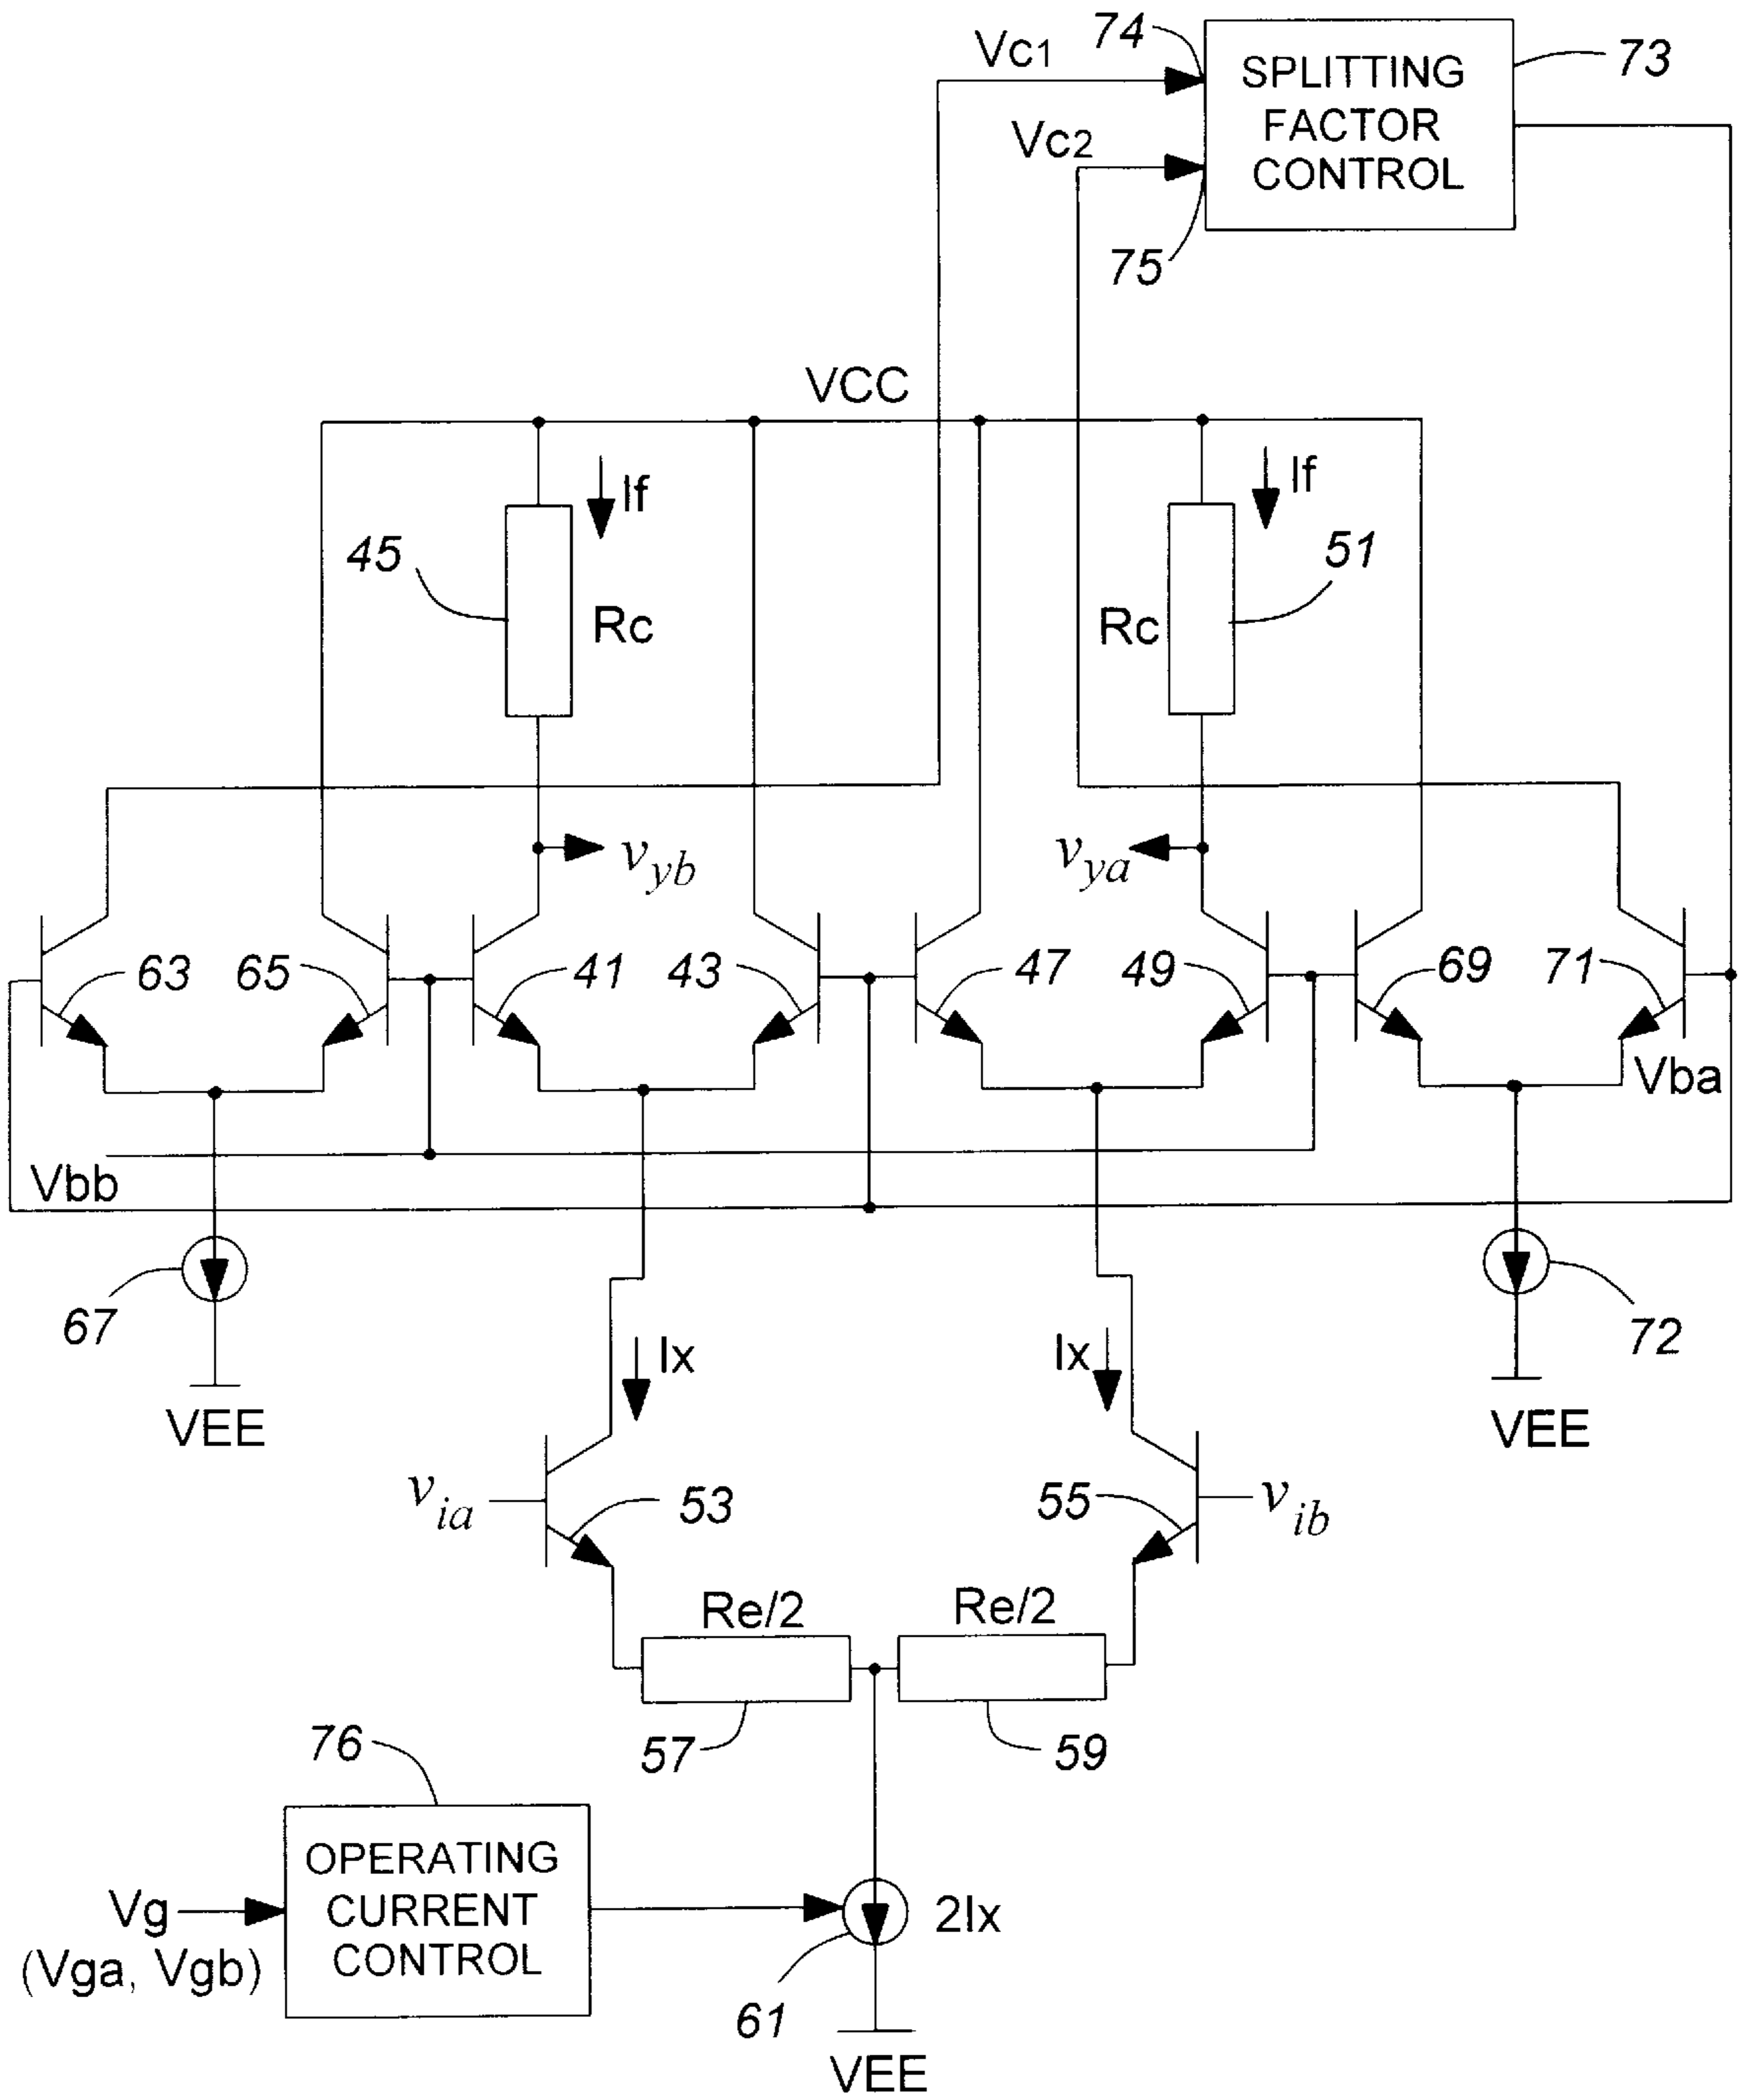 74
Vc1
SPLITTING
FACTOR
CONTROL
73
Vc2
75
VCC
If
If
45
Rc
Rc
51
vyb
vya
63
65
41
43
47
49
69
71
Vba
Vbb
67
72
Ix
Ix
VEE
VEE
via
53
55
vib
Re/2
Re/2
57
59
76
OPERATING
CURRENT
CONTROL
Vg
(Vga, Vgb)
2Ix
61
VEE